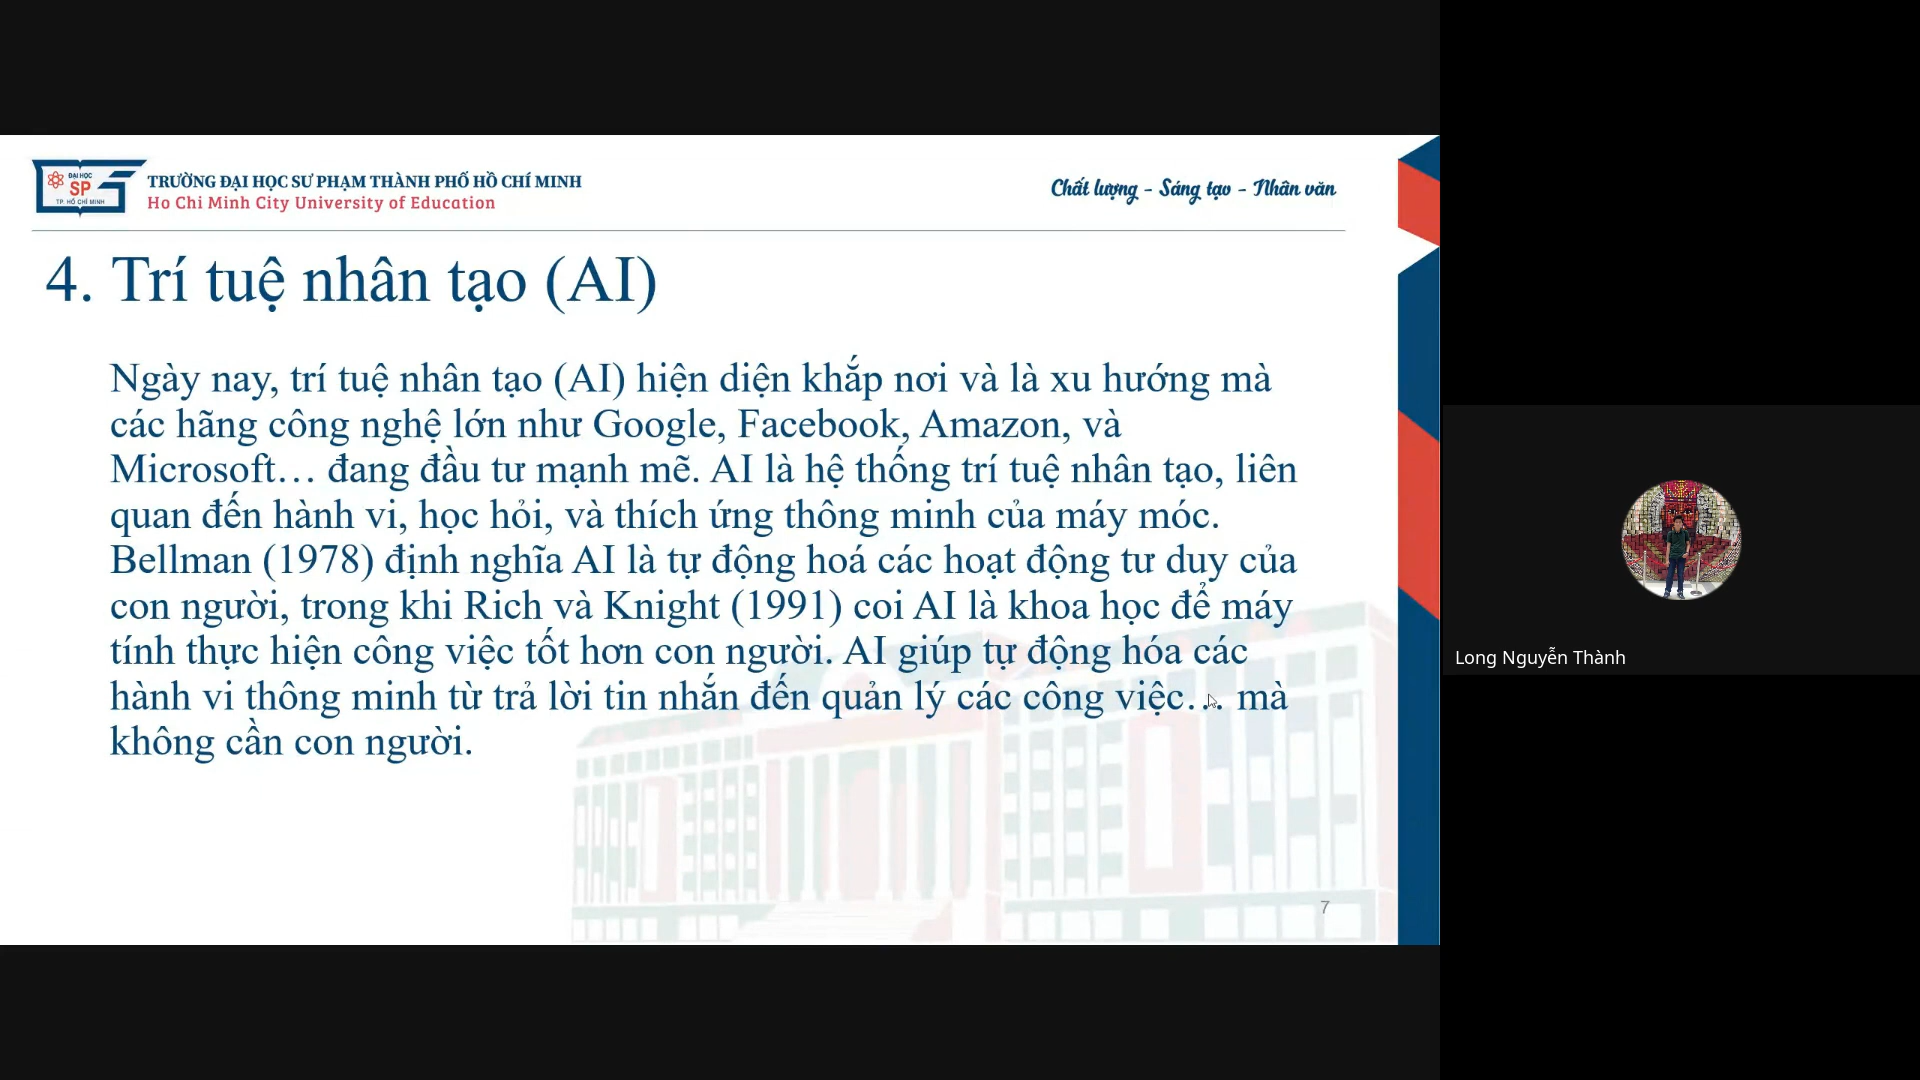 ĐẠI HỌC
SP
TP. HỒ CHÍ MINH
TRƯỜNG ĐẠI HỌC SƯ PHẠM THÀNH PHỐ HỒ CHÍ MINH
Ho Chi Minh City University of Education
Chất lượng - Sáng tạo - Nhân văn
4. Trí tuệ nhân tạo (AI)
Ngày nay, trí tuệ nhân tạo (AI) hiện diện khắp nơi và là xu hướng mà
các hãng công nghệ lớn như Google, Facebook, Amazon, và
Microsoft… đang đầu tư mạnh mẽ. AI là hệ thống trí tuệ nhân tạo, liên
quan đến hành vi, học hỏi, và thích ứng thông minh của máy móc.
Bellman (1978) định nghĩa AI là tự động hoá các hoạt động tư duy của
con người, trong khi Rich và Knight (1991) coi AI là khoa học để máy
tính thực hiện công việc tốt hơn con người. AI giúp tự động hóa các
hành vi thông minh từ trả lời tin nhắn đến quản lý các công việc… mà
không cần con người.
7
Long Nguyễn Thành